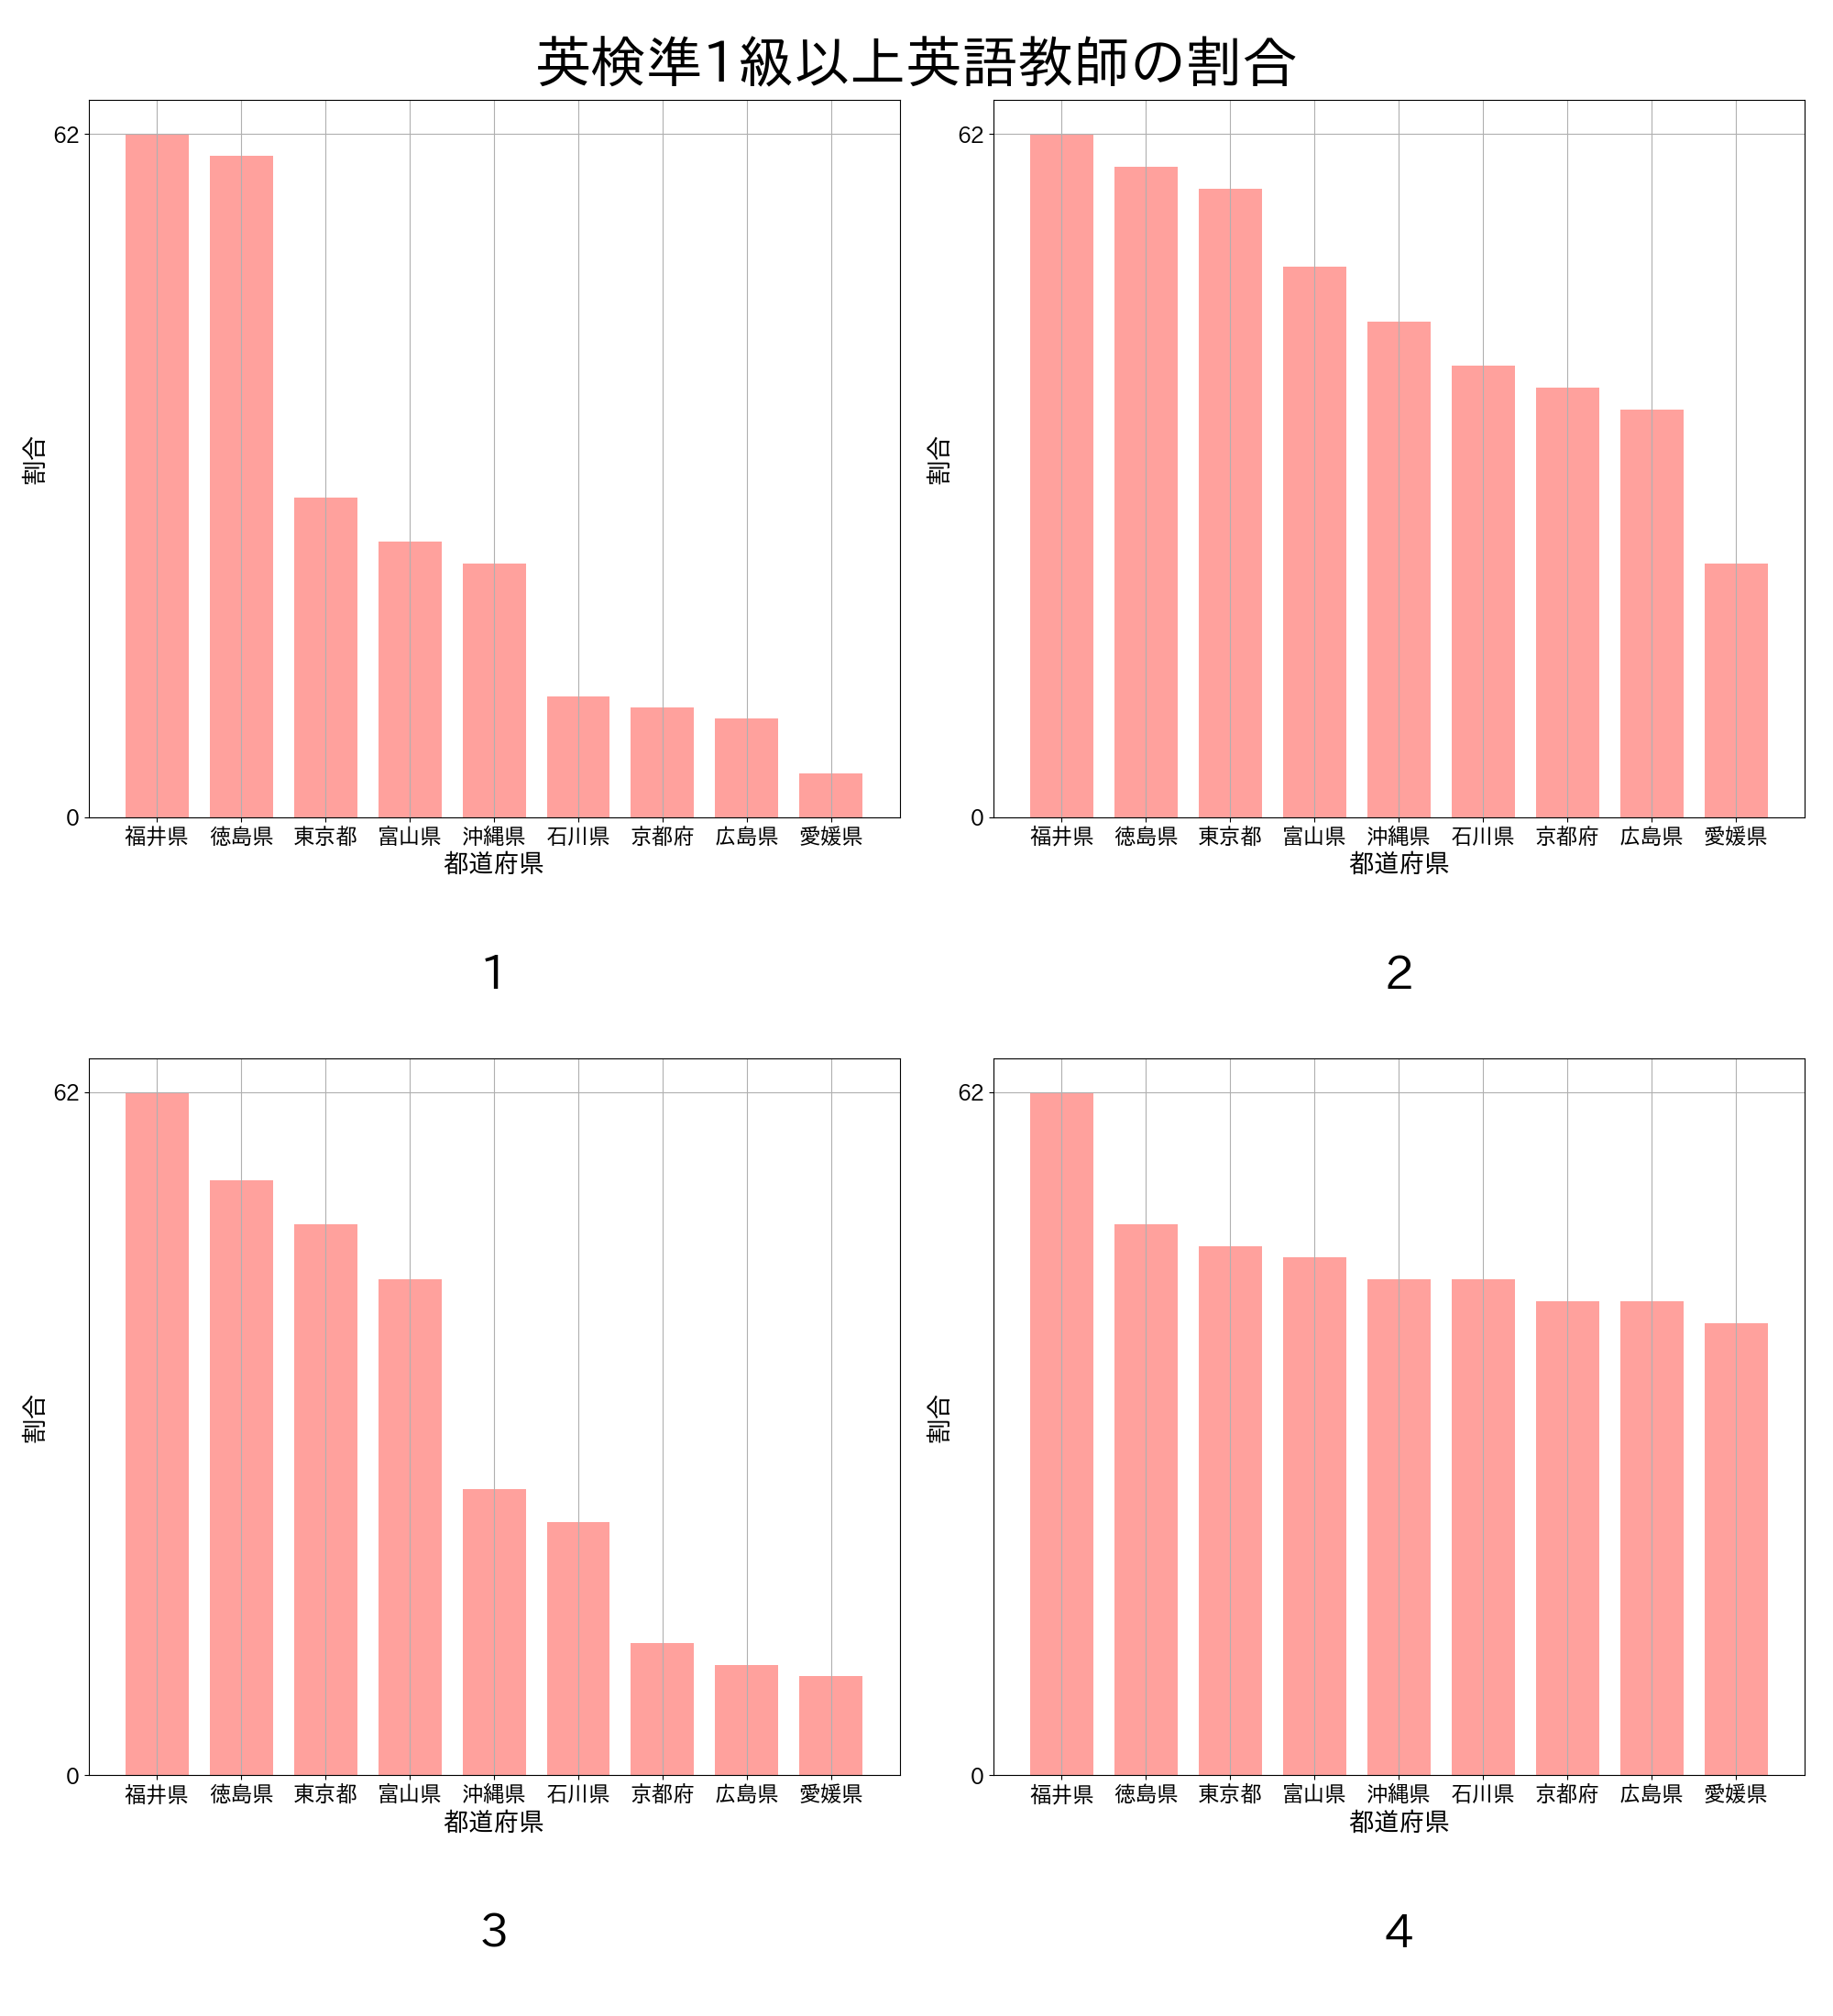 英検準1級以上英語教師の割合
62
0
割合
福井県 徳島県 東京都 富山県 沖縄県 石川県 京都府 広島県 愛媛県
都道府県
1
62
0
割合
福井県 徳島県 東京都 富山県 沖縄県 石川県 京都府 広島県 愛媛県
都道府県
2
62
0
割合
福井県 徳島県 東京都 富山県 沖縄県 石川県 京都府 広島県 愛媛県
都道府県
3
62
0
割合
福井県 徳島県 東京都 富山県 沖縄県 石川県 京都府 広島県 愛媛県
都道府県
4